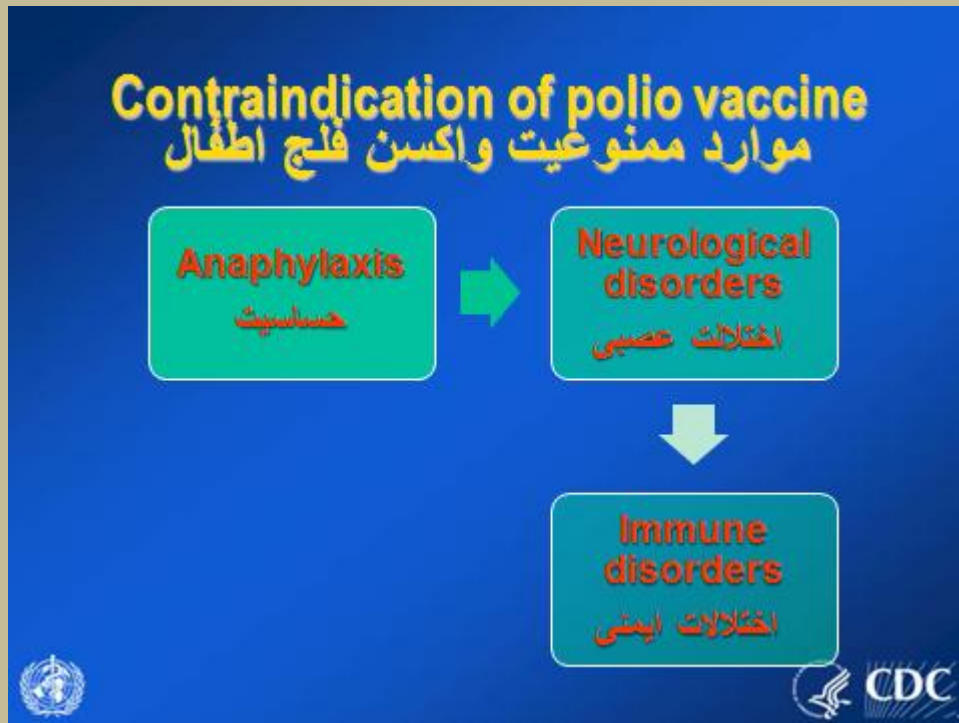 Contraindication of polio vaccine
موارد ممنوعیت واکسن فلج اطفال
Anaphylaxis
حساسیت
Neurological
disorders
اختلالت عصبی
Immune
disorders
اختلالات ایمنی
CDC